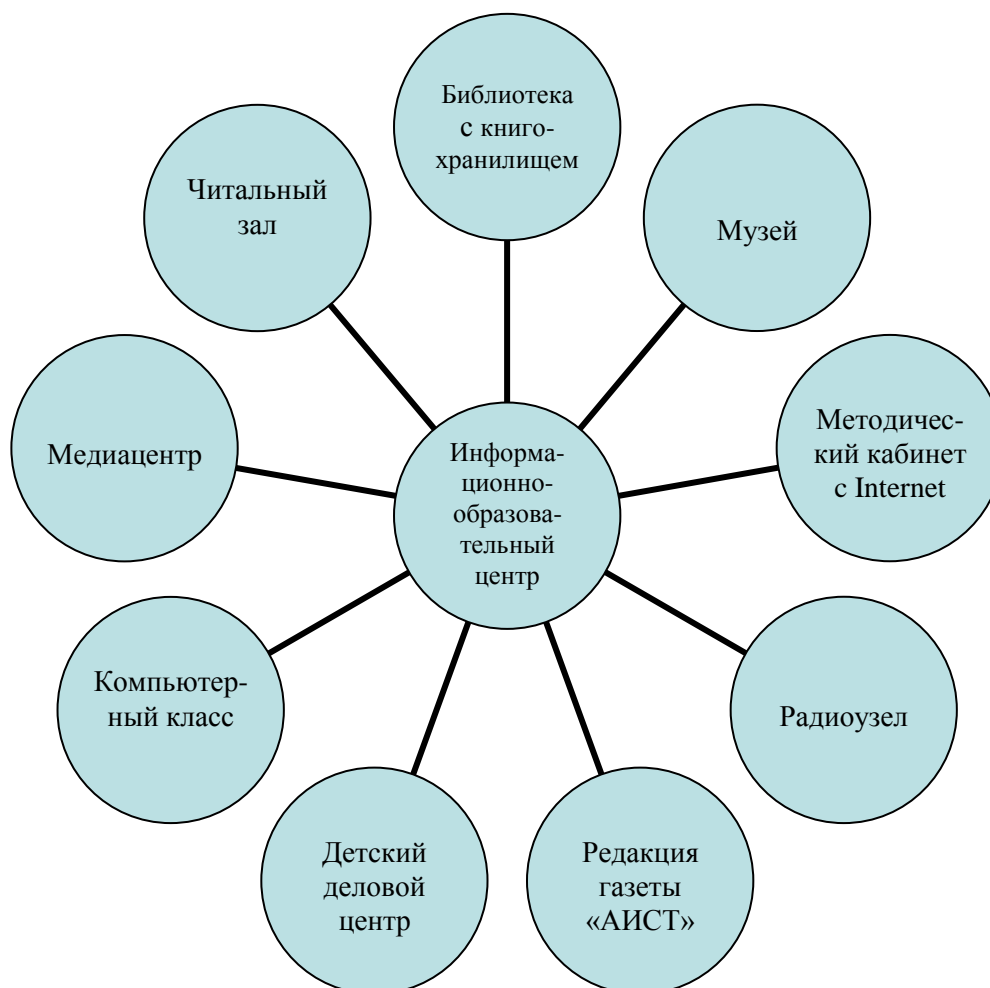 Библиотека
с книго-
хранилищем
Читальный
зал
Музей
Медиацентр
Методичес-
кий кабинет
с Internet
Информа-
ционно-
образова-
тельный
центр
Компьютер-
ный класс
Радиоузел
Детский
деловой
центр
Редакция
газеты
«АИСТ»